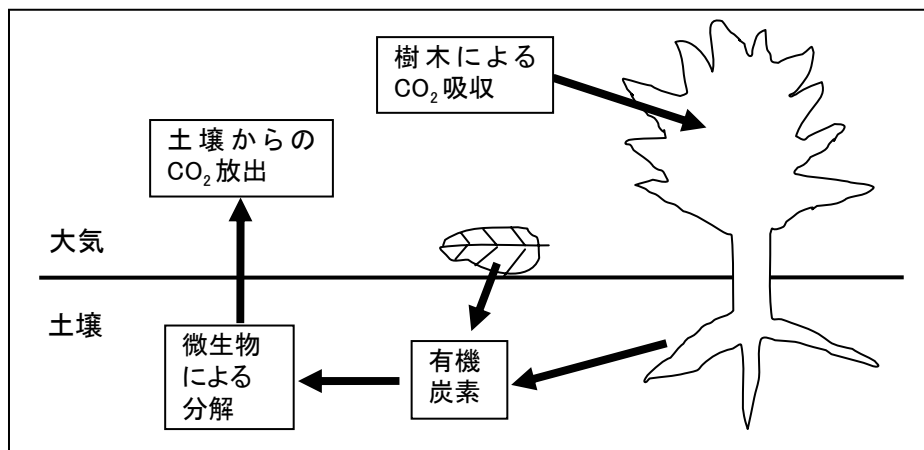 樹木による
CO₂吸収
土壌からの
CO₂放出
大気
土壌
微生物
による
分解
有機
炭素